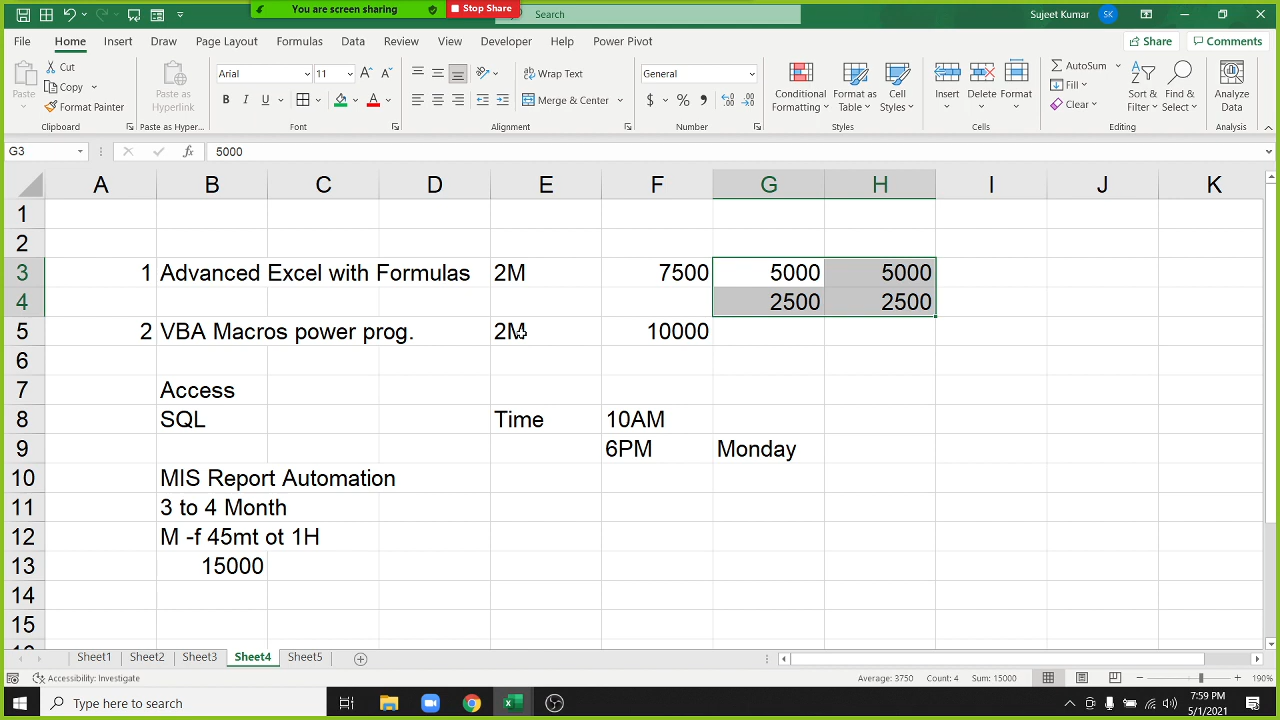 You are screen sharing
Stop Share
Search
Sujeet Kumar
SK
File Home Insert Draw Page Layout Formulas Data Review View Developer Help Power Pivot
Share Comments
Paste
Cut
Copy
Format Painter
Clipboard
Paste as Hyperlink
Paste as Hyper...
Arial 11
B I U
Font
Wrap Text
Merge & Center
Alignment
General
$ % ,
Number
Conditional Formatting
Format as Table
Cell Styles
Styles
Insert Delete Format
Cells
AutoSum
Fill
Clear
Sort & Filter
Find & Select
Editing
Analyze Data
Analysis
G3 fx 5000
A B C D E F G H I J K
1
2
3 1 Advanced Excel with Formulas 2M 7500 5000 5000
4 2500 2500
5 2 VBA Macros power prog. 2M 10000
6
7 Access
8 SQL Time 10AM
9 6PM Monday
10 MIS Report Automation
11 3 to 4 Month
12 M -f 45mt ot 1H
13 15000
14
15
16
Sheet1 Sheet2 Sheet3 Sheet4 Sheet5
Accessibility: Investigate Average: 3750 Count: 4 Sum: 15000 190%
Type here to search
7:59 PM
5/1/2021